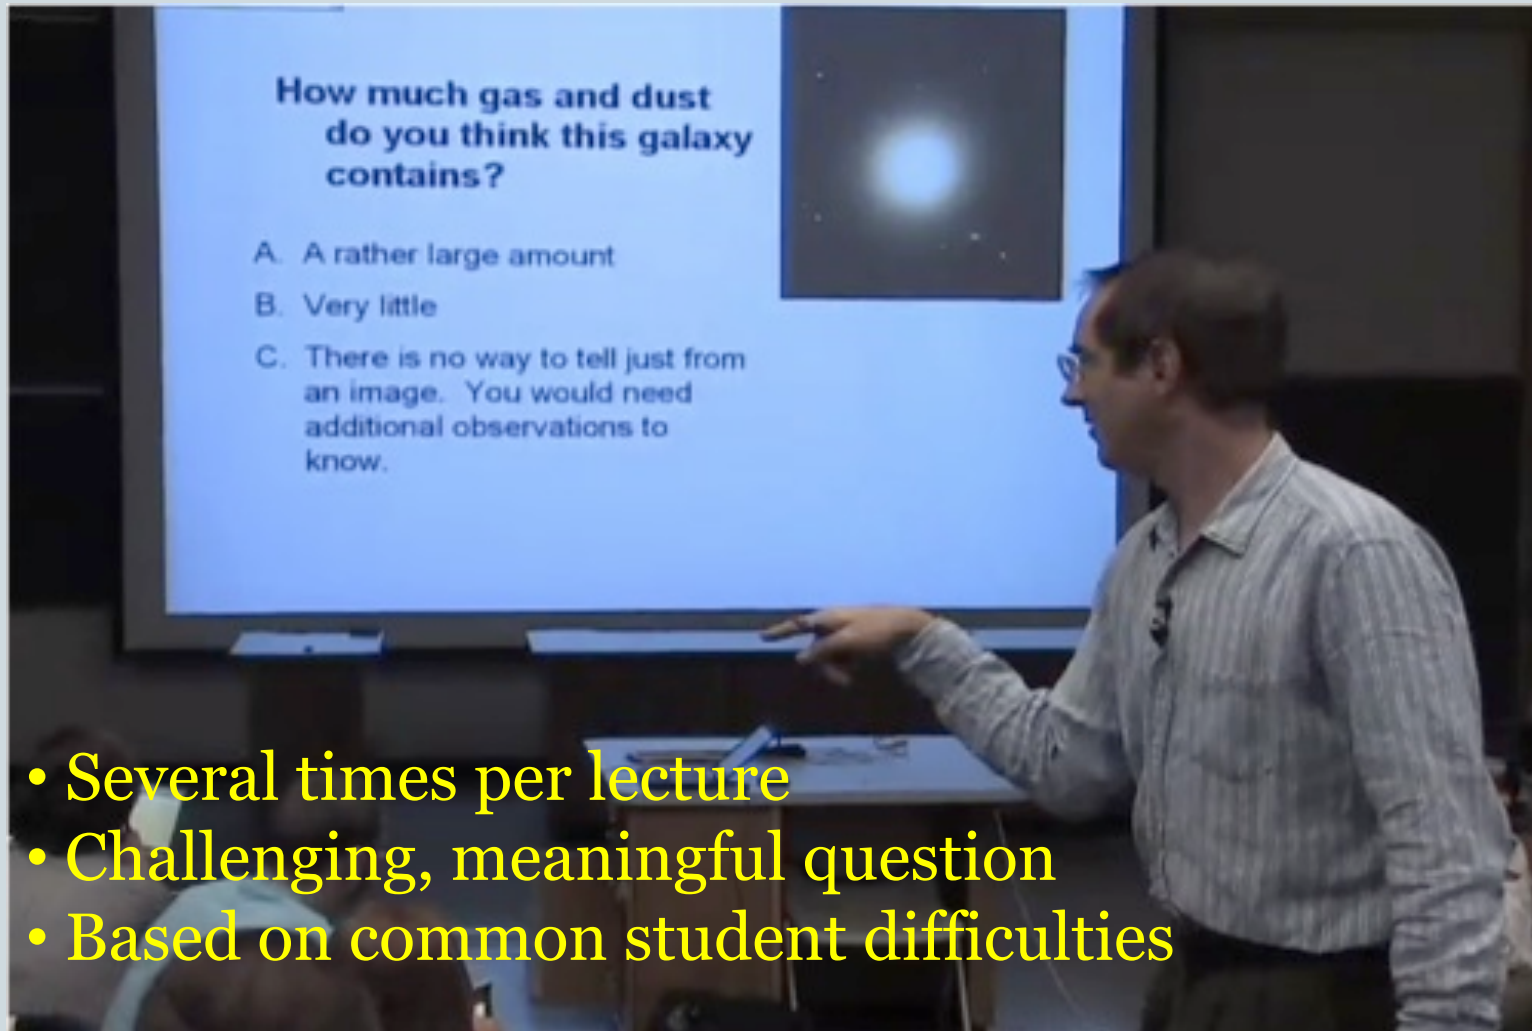 How much gas and dust
do you think this galaxy
contains?
A. A rather large amount
B. Very little
C. There is no way to tell just from
an image. You would need
additional observations to
know.
• Several times per lecture
• Challenging, meaningful question
• Based on common student difficulties